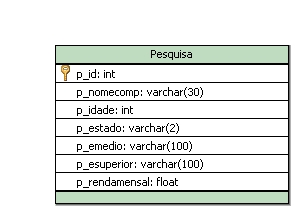 Pesquisa
p_id: int
p_nomecomp: varchar(30)
p_idade: int
p_estado: varchar(2)
p_emedio: varchar(100)
p_esuperior: varchar(100)
p_rendamensal: float